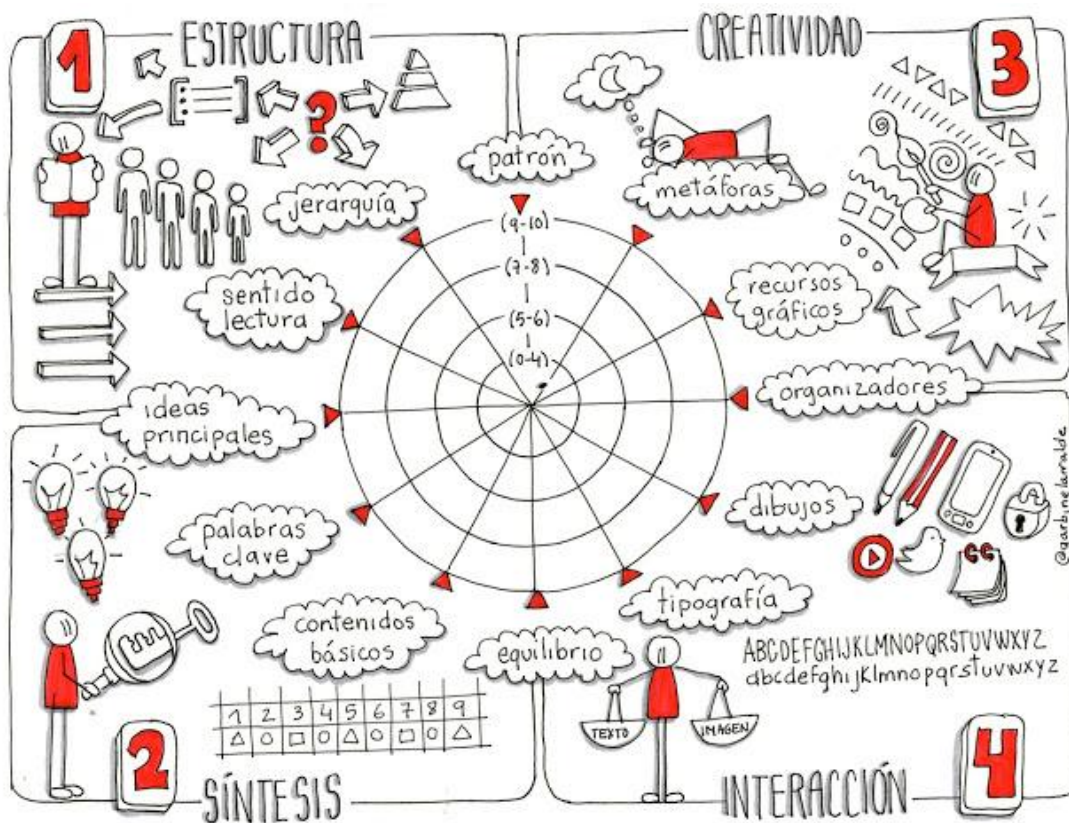 1
ESTRUCTURA
?
jerarquía
sentido
lectura
patrón
CREATIVIDAD
3
metáforas
recursos
gráficos
organizadores
(9-10)
(7-8)
(5-6)
(0-4)
ideas
principales
palabras
clave
contenidos
básicos
1 2 3 4 5 6 7 8 9
2
SÍNTESIS
equilibrio
dibujos
tipografía
ABCDEFGHIJKLMNOPQRSTUVWXYZ
abcdefghijklmnopqrstuvwxyz
TEXTO
IMAGEN
INTERACCIÓN
4
@garbinelarralde